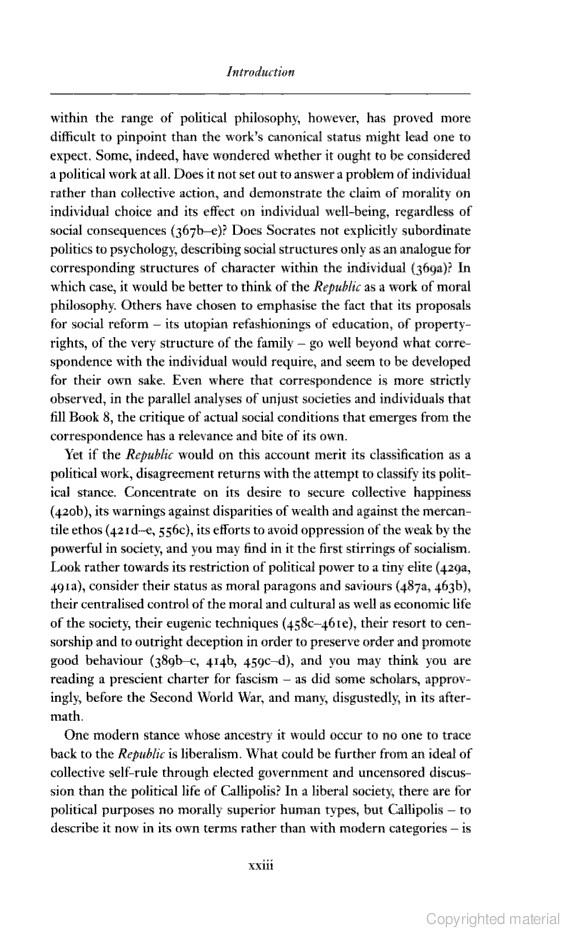 Introduction
within the range of political philosophy, however, has proved more
difficult to pinpoint than the work's canonical status might lead one to
expect. Some, indeed, have wondered whether it ought to be considered
a political work at all. Does it not set out to answer a problem of individual
rather than collective action, and demonstrate the claim of morality on
individual choice and its effect on individual well-being, regardless of
social consequences (367b–e)? Does Socrates not explicitly subordinate
politics to psychology, describing social structures only as an analogue for
corresponding structures of character within the individual (369a)? In
which case, it would be better to think of the Republic as a work of moral
philosophy. Others have chosen to emphasise the fact that its proposals
for social reform – its utopian refashionings of education, of property-
rights, of the very structure of the family – go well beyond what corre-
spondence with the individual would require, and seem to be developed
for their own sake. Even where that correspondence is more strictly
observed, in the parallel analyses of unjust societies and individuals that
fill Book 8, the critique of actual social conditions that emerges from the
correspondence has a relevance and bite of its own.
Yet if the Republic would on this account merit its classification as a
political work, disagreement returns with the attempt to classify its polit-
ical stance. Concentrate on its desire to secure collective happiness
(420b), its warnings against disparities of wealth and against the mercan-
tile ethos (421d–e, 556c), its efforts to avoid oppression of the weak by the
powerful in society, and you may find in it the first stirrings of socialism.
Look rather towards its restriction of political power to a tiny elite (429a,
491a), consider their status as moral paragons and saviours (487a, 463b),
their centralised control of the moral and cultural as well as economic life
of the society, their eugenic techniques (458c–461e), their resort to cen-
sorship and to outright deception in order to preserve order and promote
good behaviour (389b–c, 414b, 459c–d), and you may think you are
reading a prescient charter for fascism – as did some scholars, approv-
ingly, before the Second World War, and many, disgustedly, in its after-
math.
One modern stance whose ancestry it would occur to no one to trace
back to the Republic is liberalism. What could be further from an ideal of
collective self-rule through elected government and uncensored discus-
sion than the political life of Callipolis? In a liberal society, there are for
political purposes no morally superior human types, but Callipolis – to
describe it now in its own terms rather than with modern categories – is
xxiii
Copyrighted material